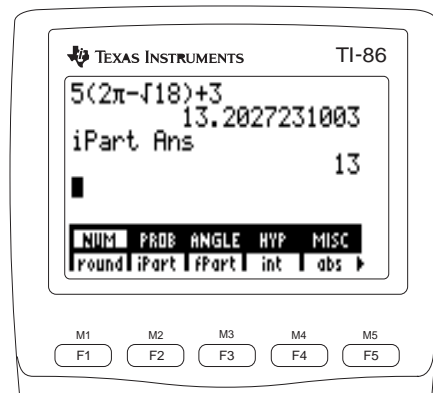 TEXAS INSTRUMENTS TI-86
5(2π-√18)+3
13.2027231003
iPart Ans
13
NUM PROB ANGLE HYP MISC
round iPart fPart int abs
M1 M2 M3 M4 M5
F1 F2 F3 F4 F5